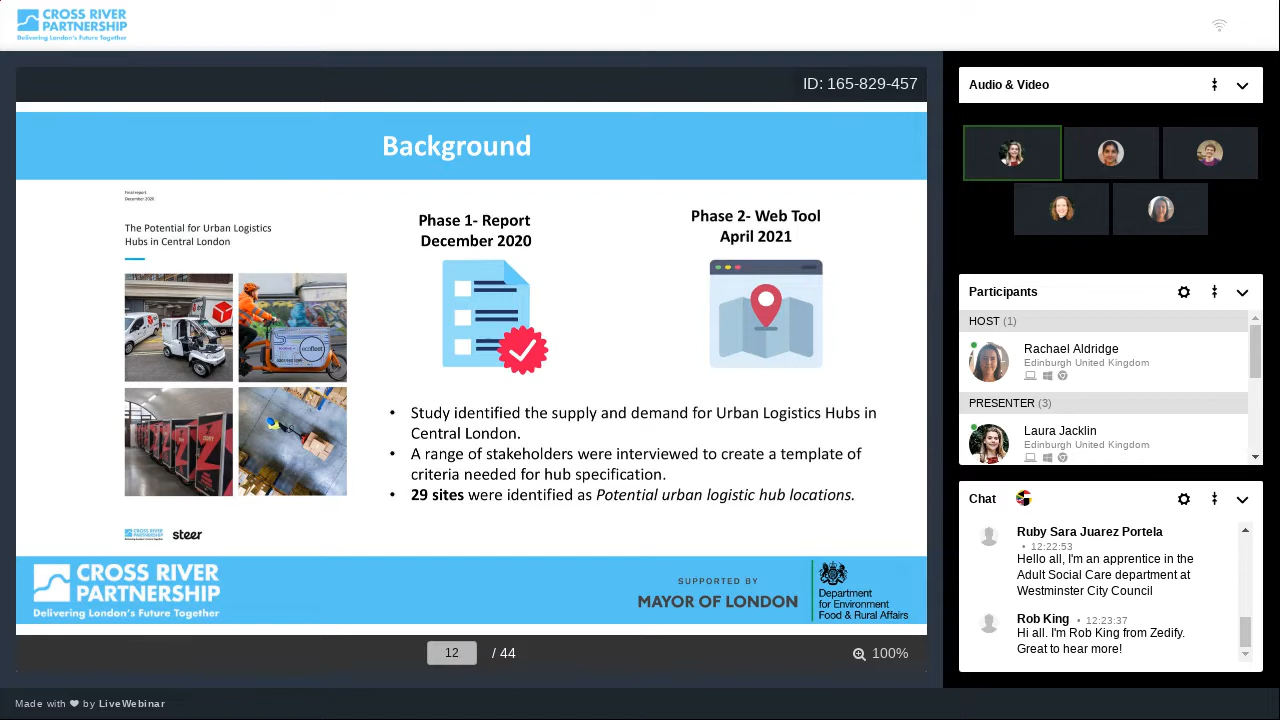 CROSS RIVER
PARTNERSHIP
Delivering London's Future Together
ID: 165-829-457
Background
Final report
December 2020
The Potential for Urban Logistics
Hubs in Central London
Phase 1- Report
December 2020
Phase 2- Web Tool
April 2021
• Study identified the supply and demand for Urban Logistics Hubs in
Central London.
• A range of stakeholders were interviewed to create a template of
criteria needed for hub specification.
• 29 sites were identified as Potential urban logistic hub locations.
steer
CROSS RIVER
PARTNERSHIP
Delivering London's Future Together
SUPPORTED BY
MAYOR OF LONDON
Department
for Environment
Food & Rural Affairs
12 / 44
100%
Audio & Video
Participants
HOST (1)
Rachael Aldridge
Edinburgh United Kingdom
PRESENTER (3)
Laura Jacklin
Edinburgh United Kingdom
Chat
Ruby Sara Juarez Portela
• 12:22:53
Hello all, I'm an apprentice in the
Adult Social Care department at
Westminster City Council
Rob King • 12:23:37
Hi all. I'm Rob King from Zedify.
Great to hear more!
Made with ❤ by LiveWebinar